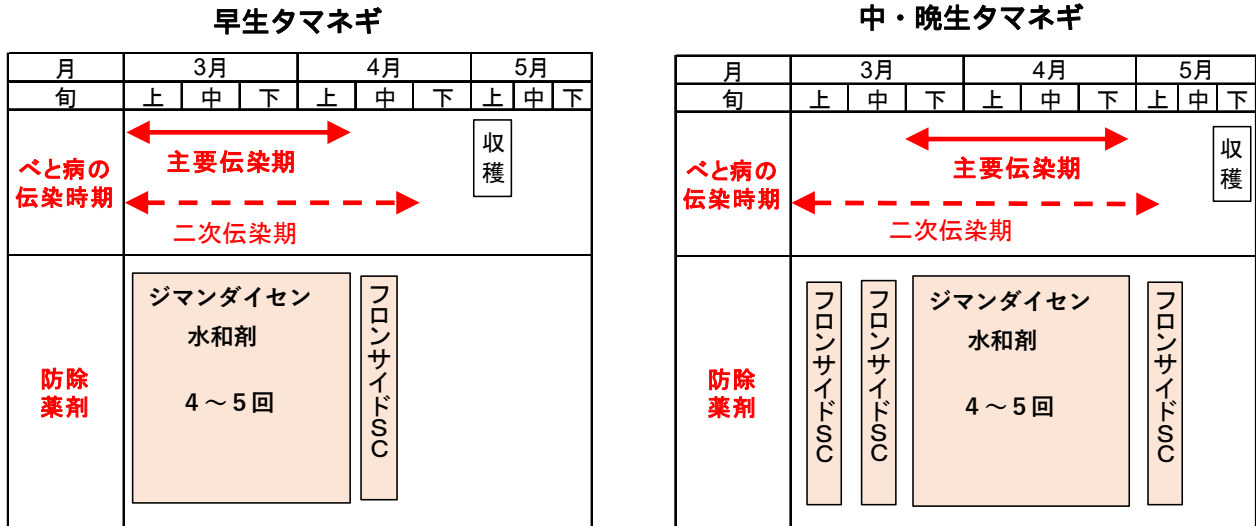 早生タマネギ
月 3月 4月 5月
旬 上 中 下 上 中 下 上 中 下
べと病の
伝染時期
主要伝染期
二次伝染期
収穫
防除
薬剤
ジマンダイセン
水和剤
4～5回
フロンサイドSC
中・晩生タマネギ
月 3月 4月 5月
旬 上 中 下 上 中 下 上 中 下
べと病の
伝染時期
主要伝染期
二次伝染期
収穫
防除
薬剤
フロンサイドSC
フロンサイドSC
ジマンダイセン
水和剤
4～5回
フロンサイドSC